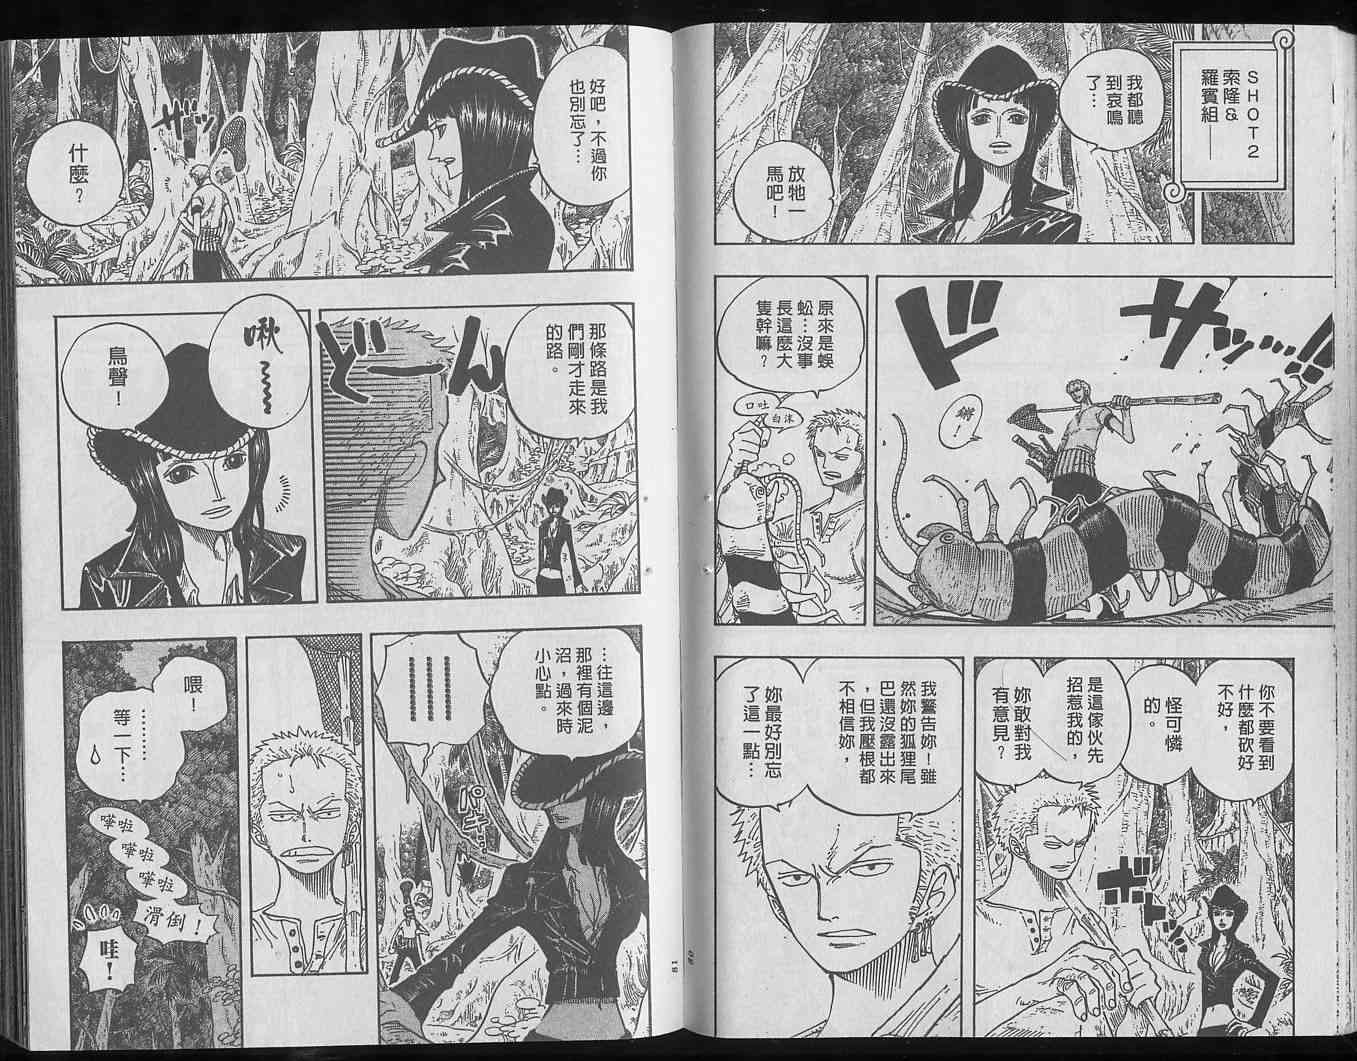 SHOT2
索隆&
羅賓組——
我都聽
到哀鳴
了…
放牠一
馬吧！
ドサッ…!!
鏘！
原來是蜈
蚣…沒事
長這麼大
隻幹嘛？
口吐
白沫
你不要看到
什麼都砍好
不好，
怪可憐
的。
是這傢伙先
招惹我的，
妳敢對我
有意見？
ボボ
我警告妳！雖
然妳的狐狸尾
巴還沒露出來
，但我壓根都
不相信妳，
妳最好別忘
了這一點…
80
好吧，不過你
也別忘了…
ザッ
什麼？
那條路是我
們剛才走來
的路。
どーん
啾～
鳥聲！
…往這邊，
那裡有個泥
沼，過來時
小心點。
………………
パキ…
喂！
………
等一下…
嘩啦
嘩啦
嘩啦
滑倒！
哇！
81